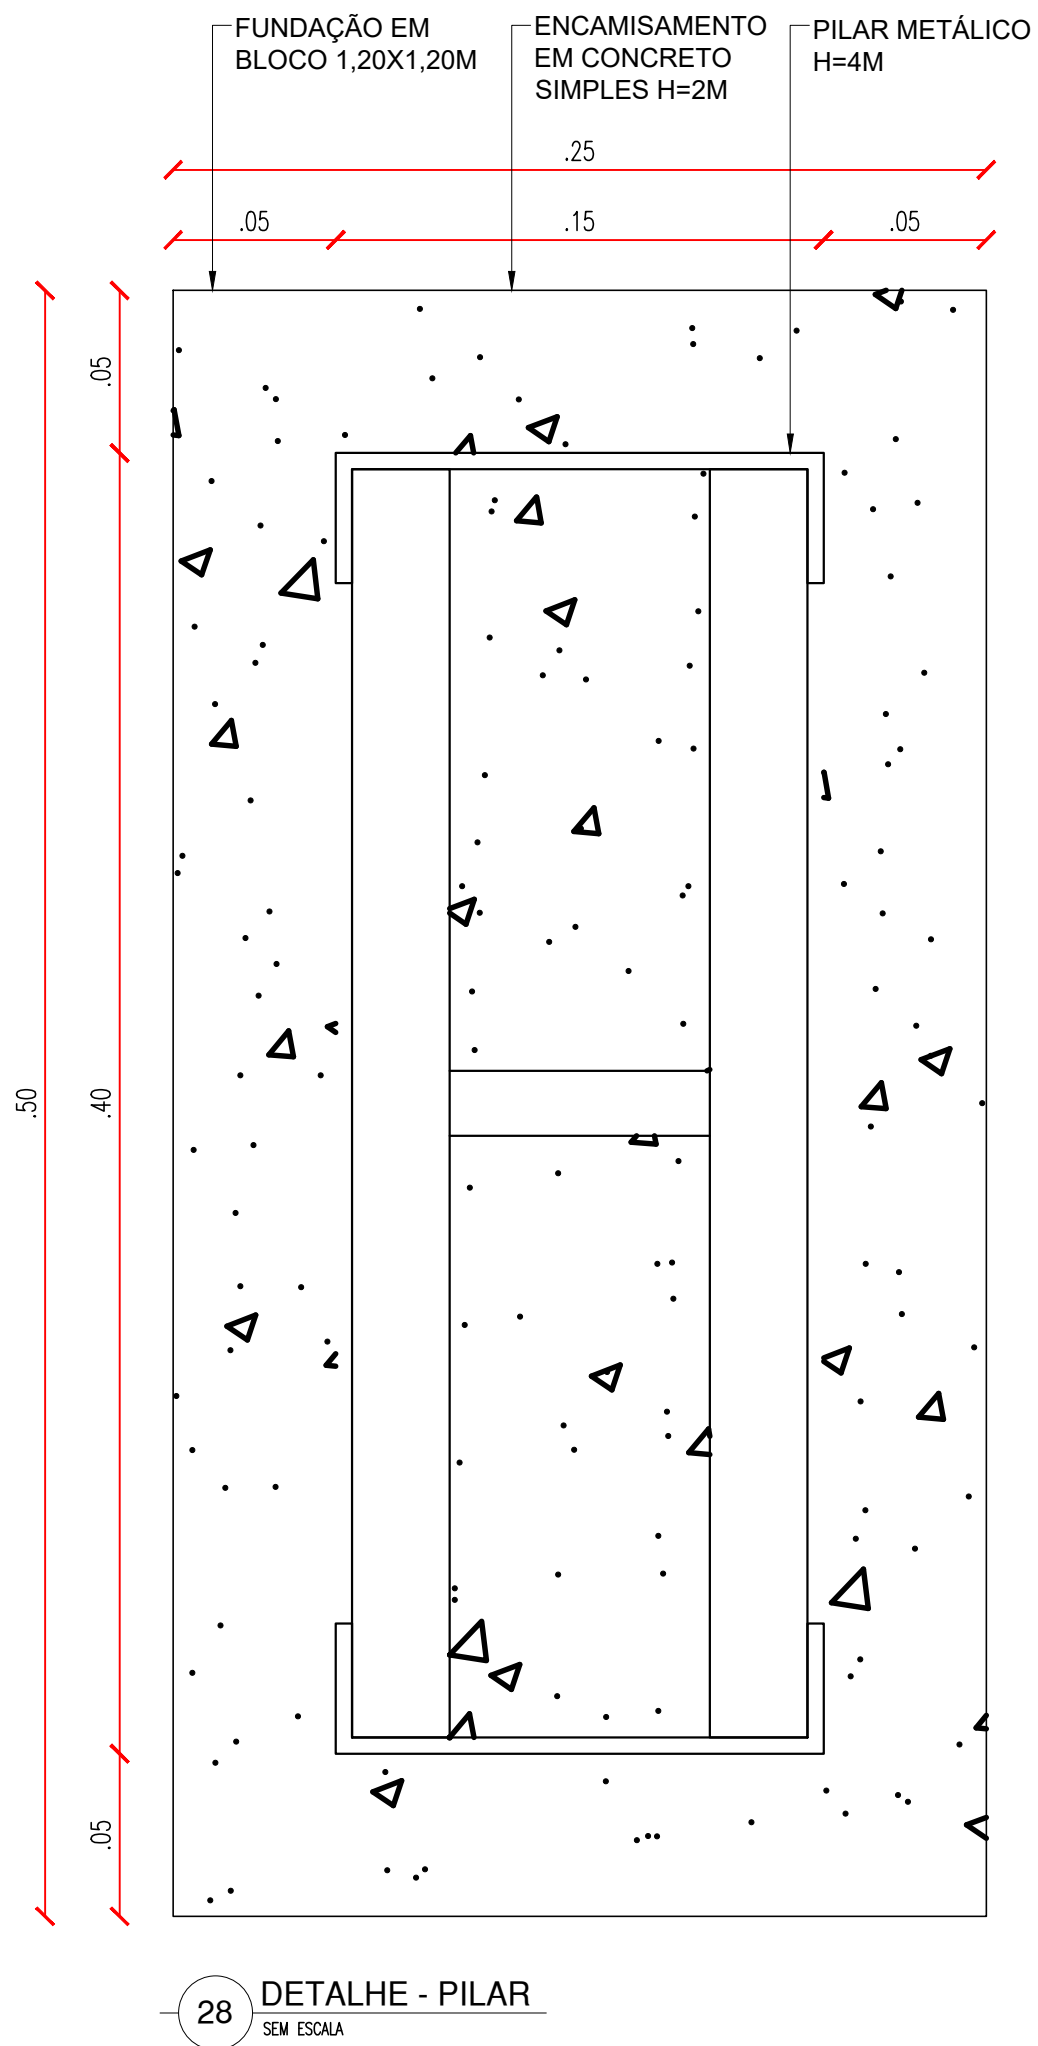 FUNDAÇÃO EM
BLOCO 1,20X1,20M
ENCAMISAMENTO
EM CONCRETO
SIMPLES H=2M
PILAR METÁLICO
H=4M
.25
.05
.15
.05
.05
.50
.40
.05
28
DETALHE - PILAR
SEM ESCALA